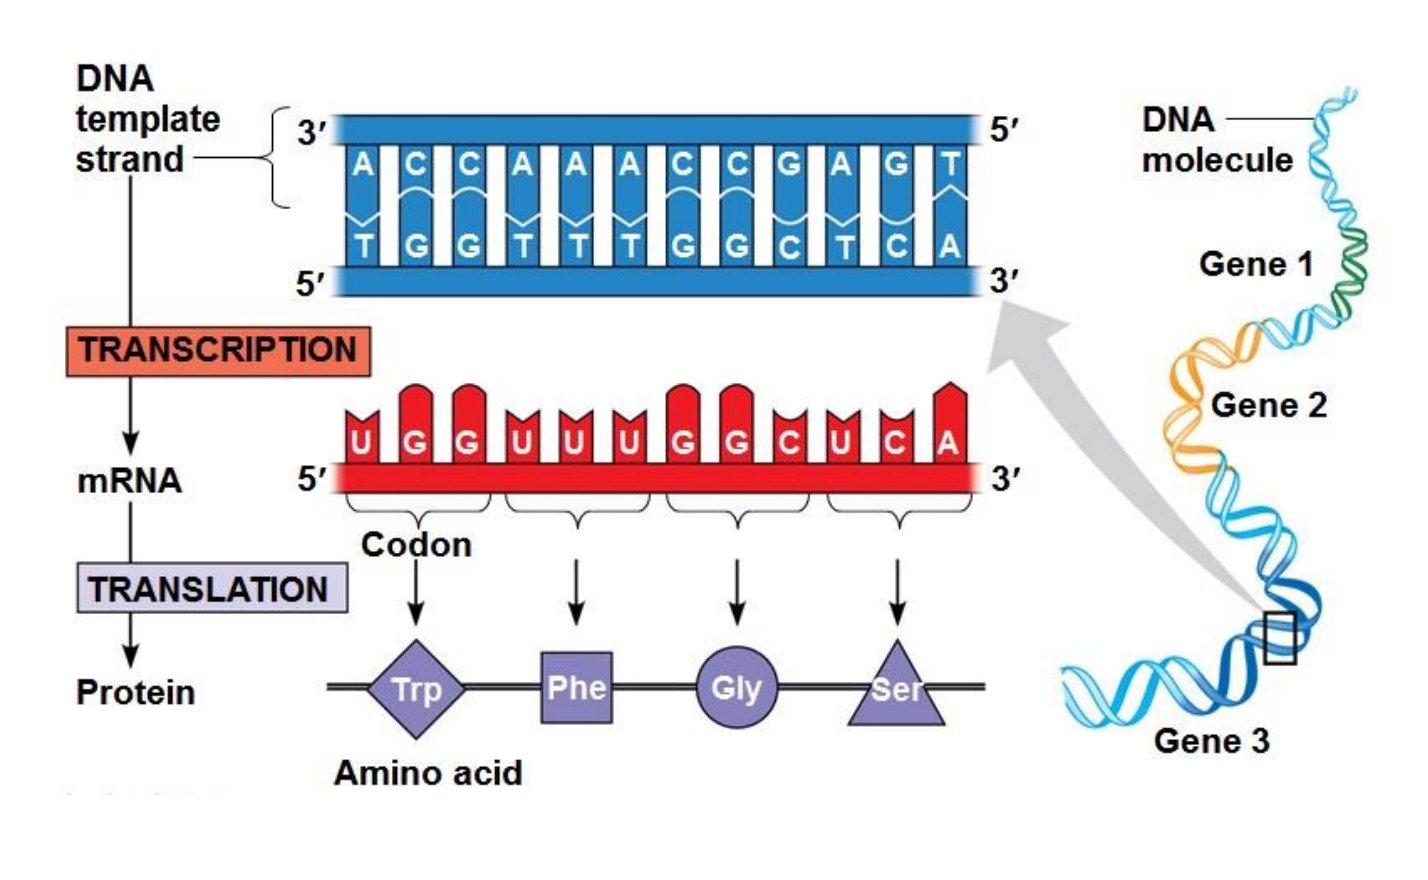 DNA
template
strand
3′ 5′
A C C A A A C C G A G T
T G G T T T G G C T C A
5′ 3′
TRANSCRIPTION
U G G U U U G G C U C A
mRNA
5′ 3′
Codon
TRANSLATION
Protein
Trp Phe Gly Ser
Amino acid
DNA
molecule
Gene 1
Gene 2
Gene 3